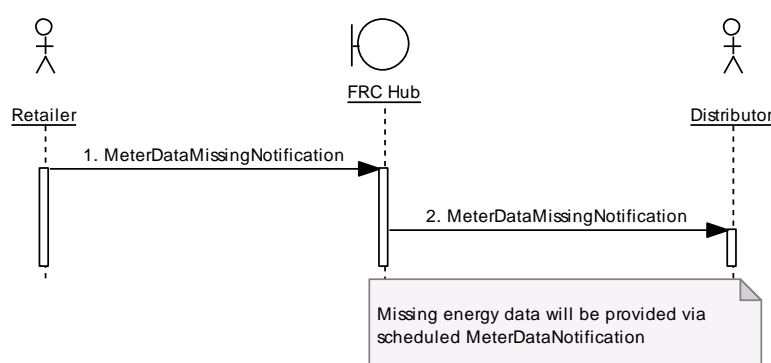 FRC Hub
Retailer
Distributor
1. MeterDataMissingNotification
2. MeterDataMissingNotification
Missing energy data will be provided via
scheduled MeterDataNotification